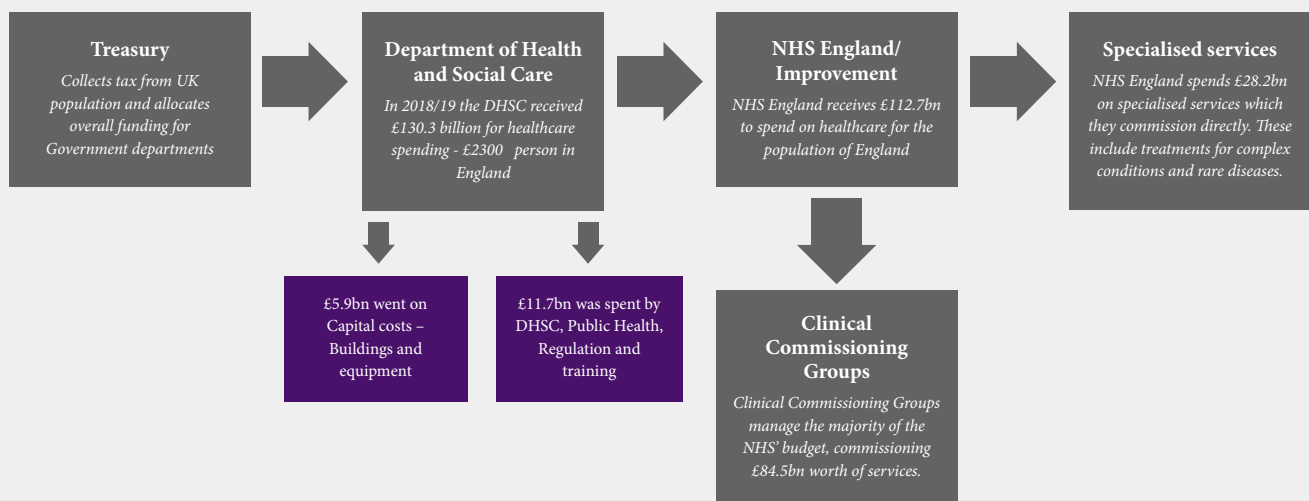 Treasury
Collects tax from UK
population and allocates
overall funding for
Government departments
Department of Health
and Social Care
In 2018/19 the DHSC received
£130.3 billion for healthcare
spending - £2300 person in
England
NHS England/
Improvement
NHS England receives £112.7bn
to spend on healthcare for the
population of England
Specialised services
NHS England spends £28.2bn
on specialised services which
they commission directly. These
include treatments for complex
conditions and rare diseases.
£5.9bn went on
Capital costs –
Buildings and
equipment
£11.7bn was spent by
DHSC, Public Health,
Regulation and
training
Clinical
Commissioning
Groups
Clinical Commissioning Groups
manage the majority of the
NHS’ budget, commissioning
£84.5bn worth of services.